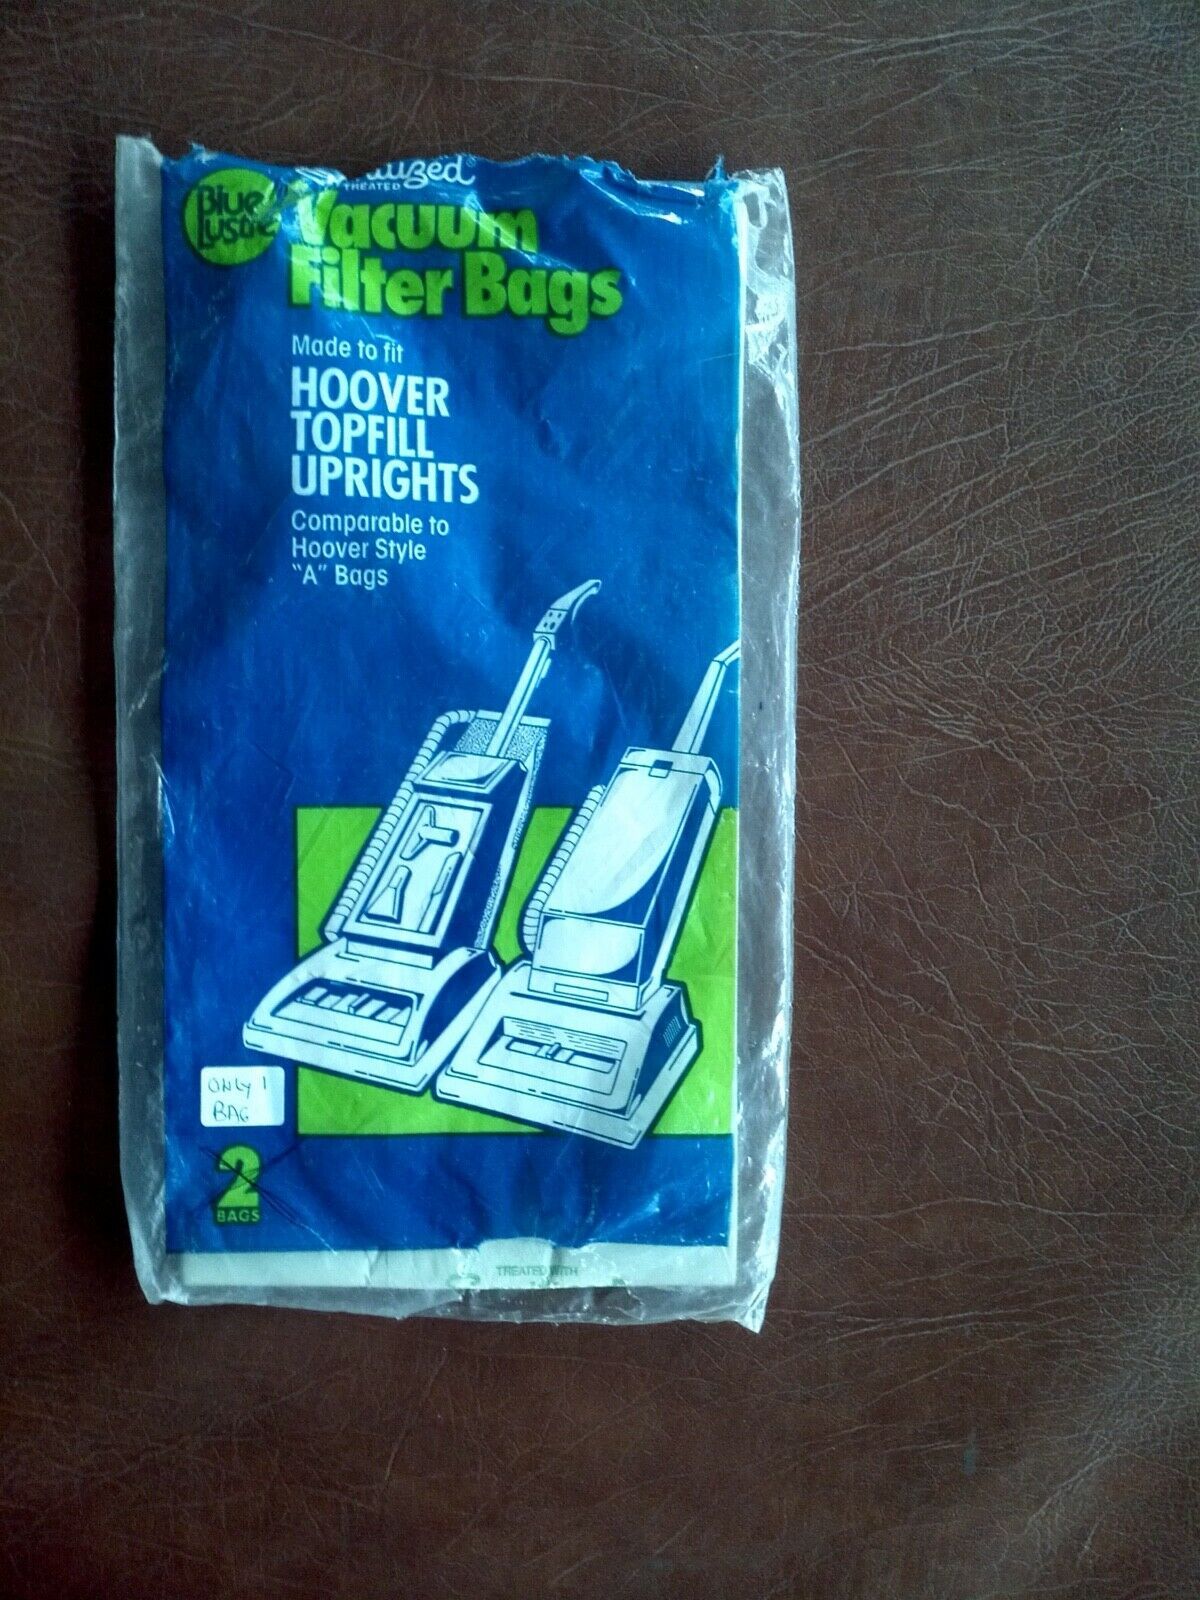 TREATED
Blue
Lustre
Vacuum
Filter Bags
Made to fit
HOOVER
TOPFILL
UPRIGHTS
Comparable to
Hoover Style
"A" Bags
ONLY 1
BAG
2
BAGS
TREATED WITH